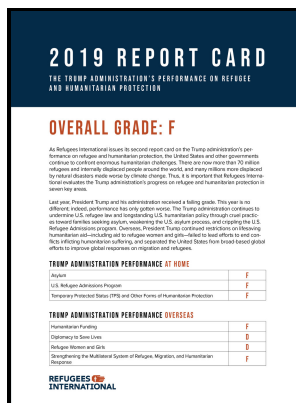 2019 REPORT CARD
THE TRUMP ADMINISTRATION'S PERFORMANCE ON REFUGEE
AND HUMANITARIAN PROTECTION
OVERALL GRADE: F
As Refugees International issues its second report card on the Trump administration's per-
formance on refugee and humanitarian protection, the United States and other governments
continue to confront enormous humanitarian challenges. There are now more than 70 million
refugees and internally displaced people around the world, and many millions more displaced
by natural disasters made worse by climate change. Thus, it is important that Refugees Interna-
tional evaluates the Trump administration's progress on refugee and humanitarian protection in
seven key areas.
Last year, President Trump and his administration received a failing grade. This year is no
different; indeed, performance has only gotten worse. The Trump administration continues to
undermine U.S. refugee law and longstanding U.S. humanitarian policy through cruel practic-
es toward families seeking asylum, weakening the U.S. asylum process, and crippling the U.S.
Refugee Admissions program. Overseas, President Trump continued restrictions on lifesaving
humanitarian aid—including aid to refugee women and girls—failed to lead efforts to end con-
flicts inflicting humanitarian suffering, and separated the United States from broad-based global
efforts to improve global responses on migration and refugees.
TRUMP ADMINISTRATION PERFORMANCE AT HOME
Asylum F
U.S. Refugee Admissions Program F
Temporary Protected Status (TPS) and Other Forms of Humanitarian Protection F
TRUMP ADMINISTRATION PERFORMANCE OVERSEAS
Humanitarian Funding F
Diplomacy to Save Lives D
Refugee Women and Girls D
Strengthening the Multilateral System of Refugee, Migration, and Humanitarian
Response F
REFUGEES
INTERNATIONAL